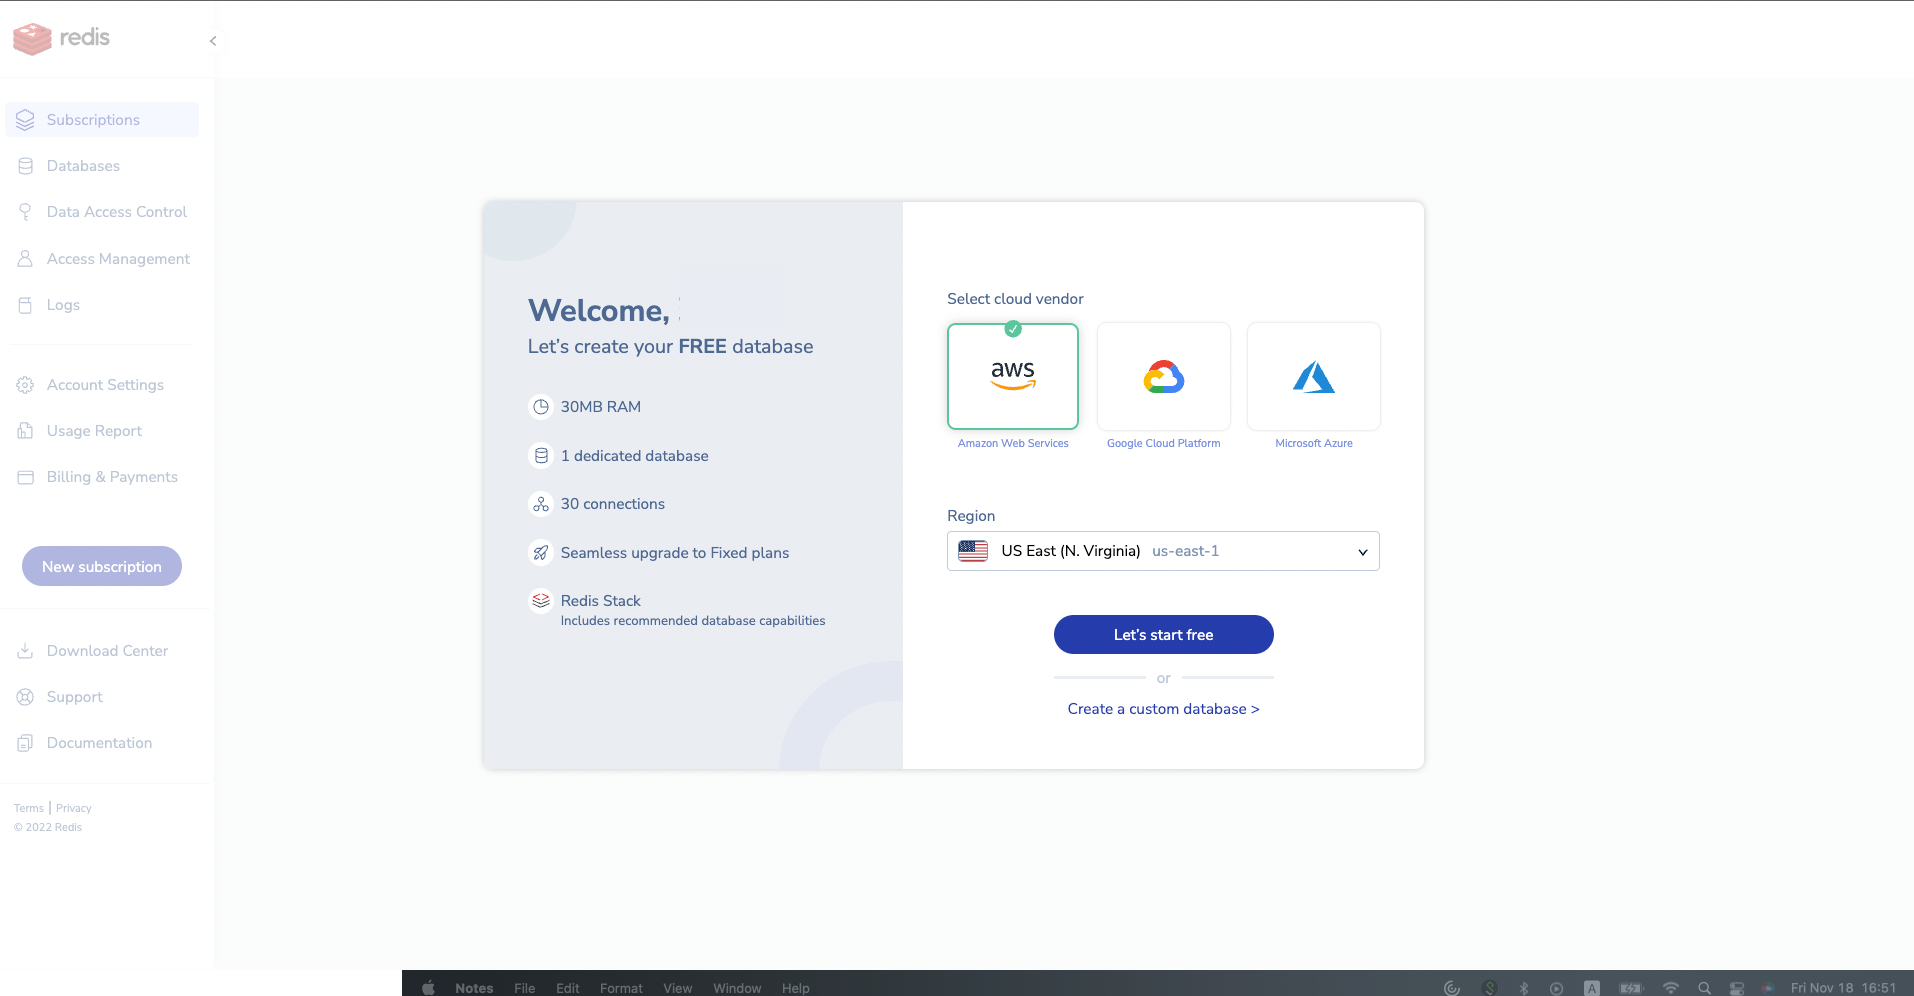 redis
Subscriptions
Databases
Data Access Control
Access Management
Logs
Account Settings
Usage Report
Billing & Payments
New subscription
Download Center
Support
Documentation
Terms | Privacy
© 2022 Redis
Welcome,
Let's create your FREE database
30MB RAM
1 dedicated database
30 connections
Seamless upgrade to Fixed plans
Redis Stack
Includes recommended database capabilities
Select cloud vendor
aws
Amazon Web Services
Google Cloud Platform
Microsoft Azure
Region
US East (N. Virginia) us-east-1
Let's start free
or
Create a custom database >
Notes File Edit Format View Window Help A Fri Nov 18 16:51